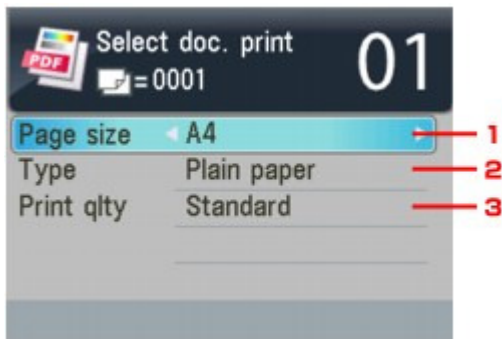 PDF
Select doc. print
=0001
01
Page size A4 1
Type Plain paper 2
Print qlty Standard 3